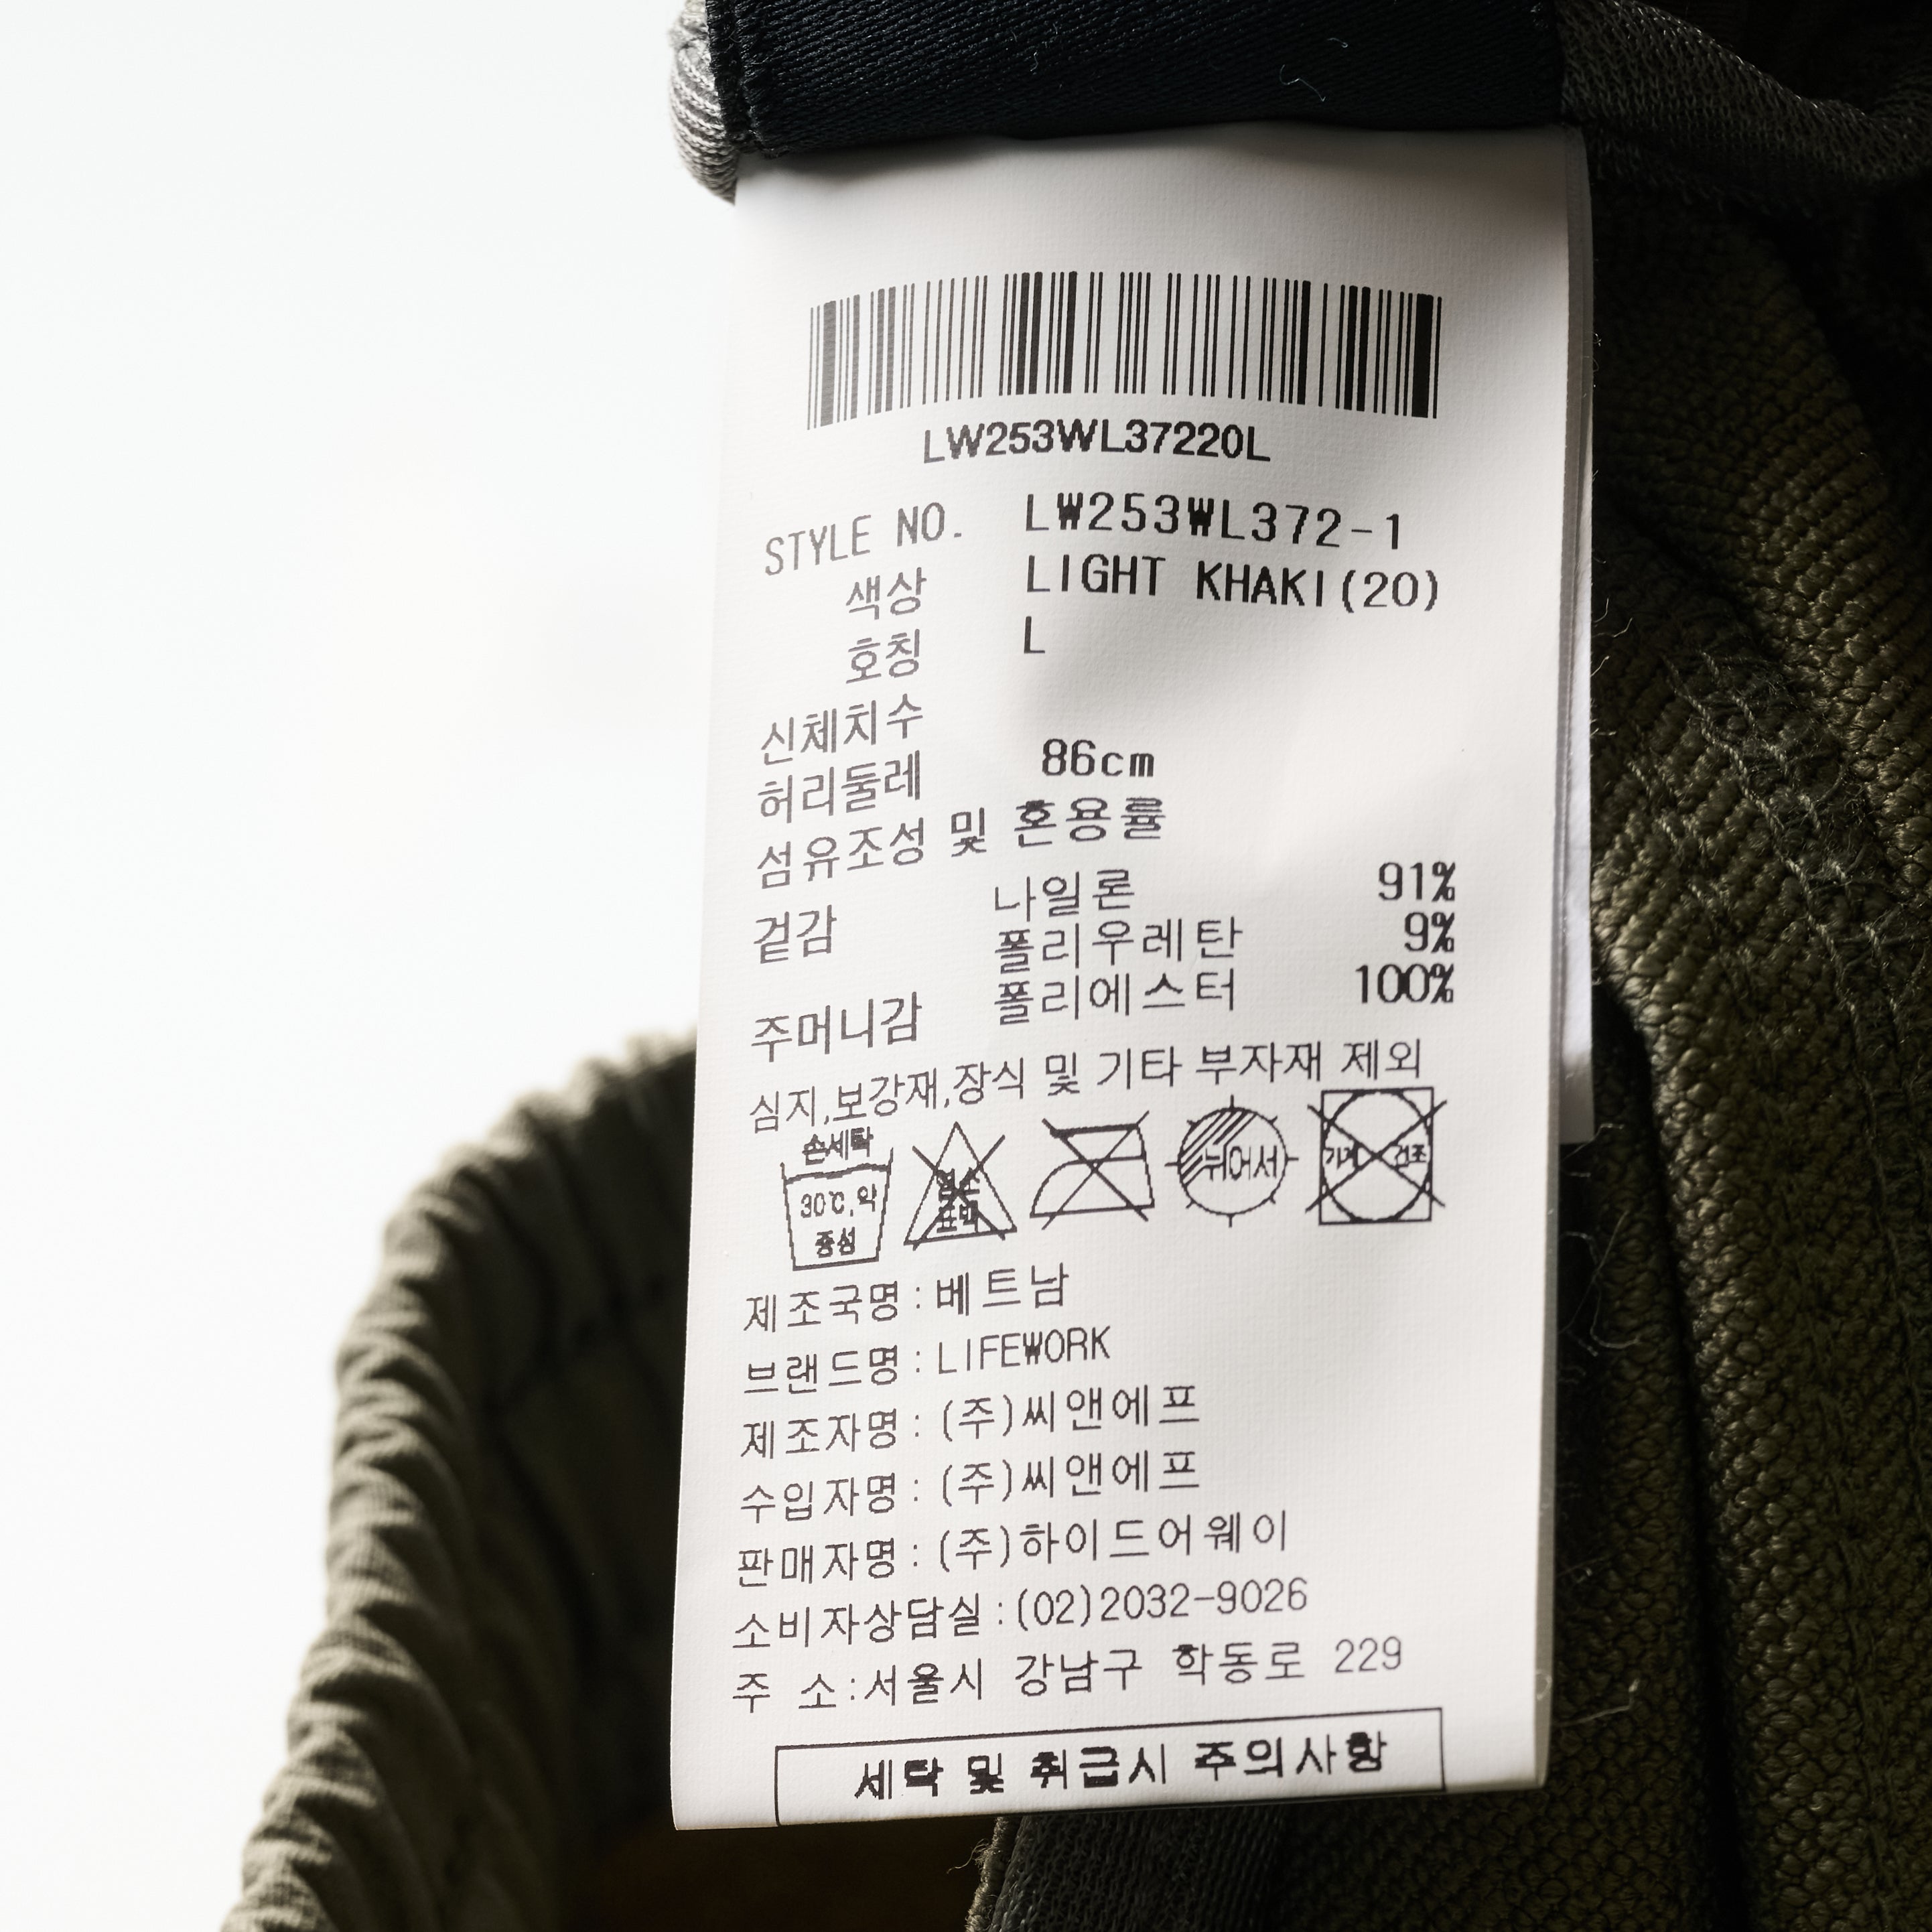 LW253WL37220L
STYLE NO. LW253WL372-1
색상 LIGHT KHAKI(20)
호칭 L
신체치수
허리둘레 86cm
섬유조성 및 혼용률
겉감 나일론 91%
폴리우레탄 9%
주머니감 폴리에스터 100%
심지,보강재,장식 및 기타 부자재 제외
손세탁
30℃,약
중성
염소
표백
뉘어서
기계 건조
제조국명:베트남
브랜드명:LIFEWORK
제조자명:(주)씨앤에프
수입자명:(주)씨앤에프
판매자명:(주)하이드어웨이
소비자상담실:(02)2032-9026
주 소:서울시 강남구 학동로 229
세탁 및 취급시 주의사항